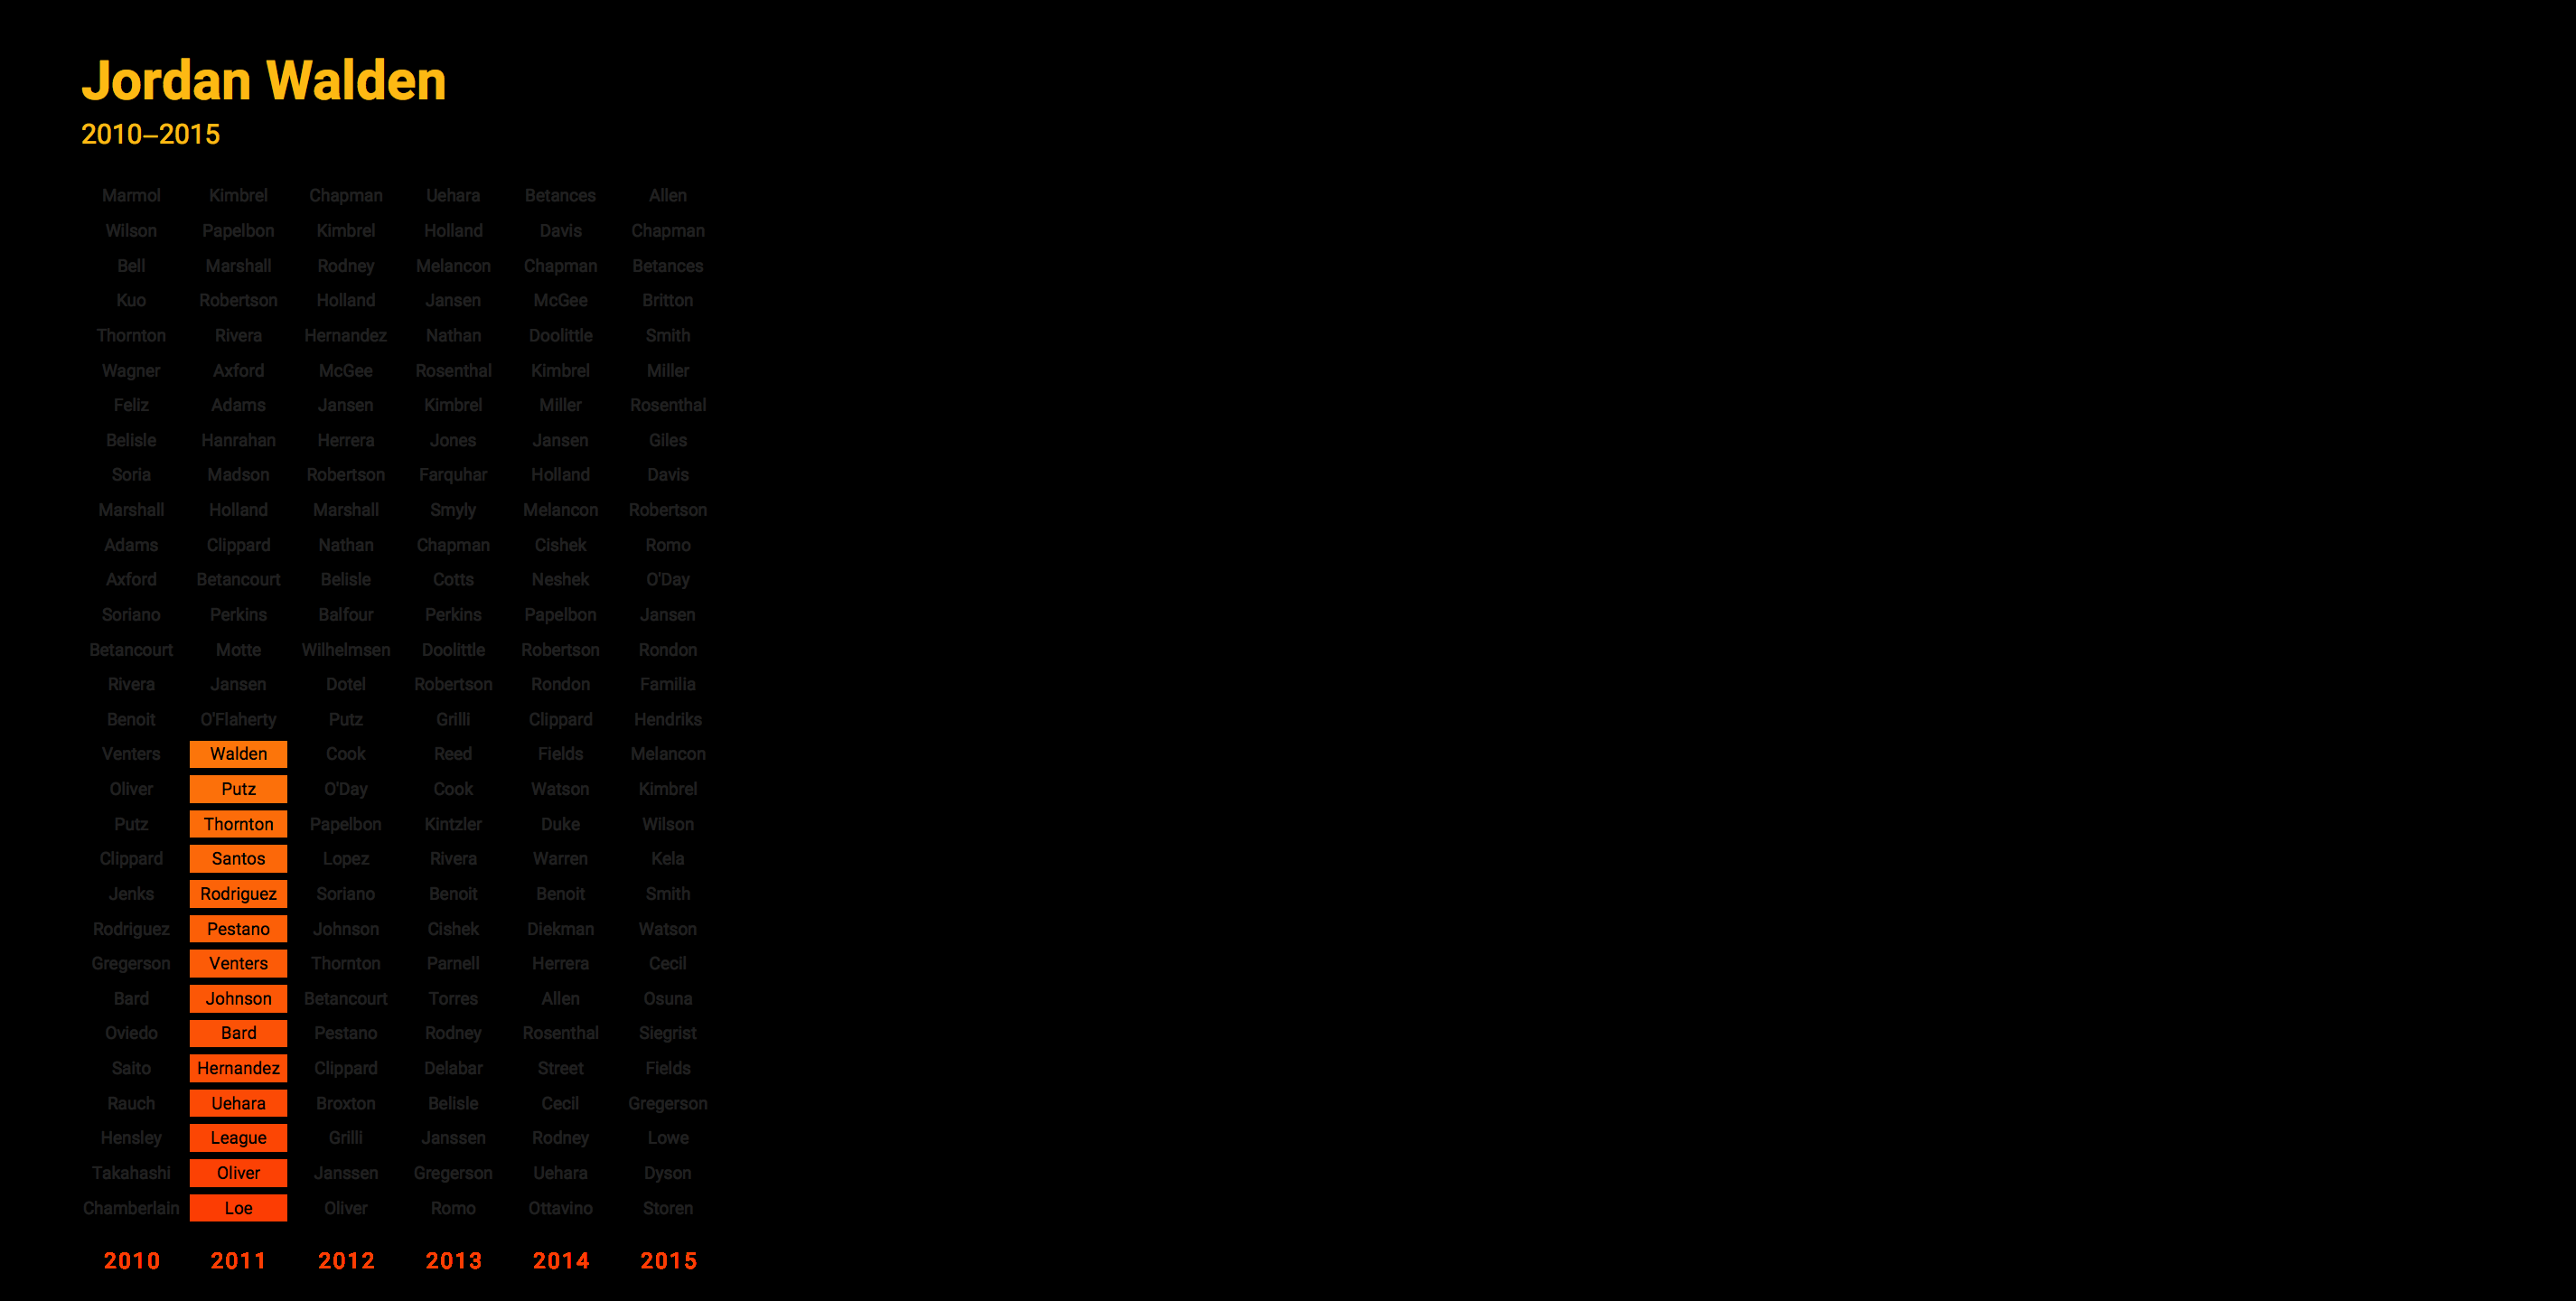 Jordan Walden
2010–2015
Marmol Kimbrel Chapman Uehara Betances Allen
Wilson Papelbon Kimbrel Holland Davis Chapman
Bell Marshall Rodney Melancon Chapman Betances
Kuo Robertson Holland Jansen McGee Britton
Thornton Rivera Hernandez Nathan Doolittle Smith
Wagner Axford McGee Rosenthal Kimbrel Miller
Feliz Adams Jansen Kimbrel Miller Rosenthal
Belisle Hanrahan Herrera Jones Jansen Giles
Soria Madson Robertson Farquhar Holland Davis
Marshall Holland Marshall Smyly Melancon Robertson
Adams Clippard Nathan Chapman Cishek Romo
Axford Betancourt Belisle Cotts Neshek O'Day
Soriano Perkins Balfour Perkins Papelbon Jansen
Betancourt Motte Wilhelmsen Doolittle Robertson Rondon
Rivera Jansen Dotel Robertson Rondon Familia
Benoit O'Flaherty Putz Grilli Clippard Hendriks
Venters Walden Cook Reed Fields Melancon
Oliver Putz O'Day Cook Watson Kimbrel
Putz Thornton Papelbon Kintzler Duke Wilson
Clippard Santos Lopez Rivera Warren Kela
Jenks Rodriguez Soriano Benoit Benoit Smith
Rodriguez Pestano Johnson Cishek Diekman Watson
Gregerson Venters Thornton Parnell Herrera Cecil
Bard Johnson Betancourt Torres Allen Osuna
Oviedo Bard Pestano Rodney Rosenthal Siegrist
Saito Hernandez Clippard Delabar Street Fields
Rauch Uehara Broxton Belisle Cecil Gregerson
Hensley League Grilli Janssen Rodney Lowe
Takahashi Oliver Janssen Gregerson Uehara Dyson
Chamberlain Loe Oliver Romo Ottavino Storen
2010 2011 2012 2013 2014 2015